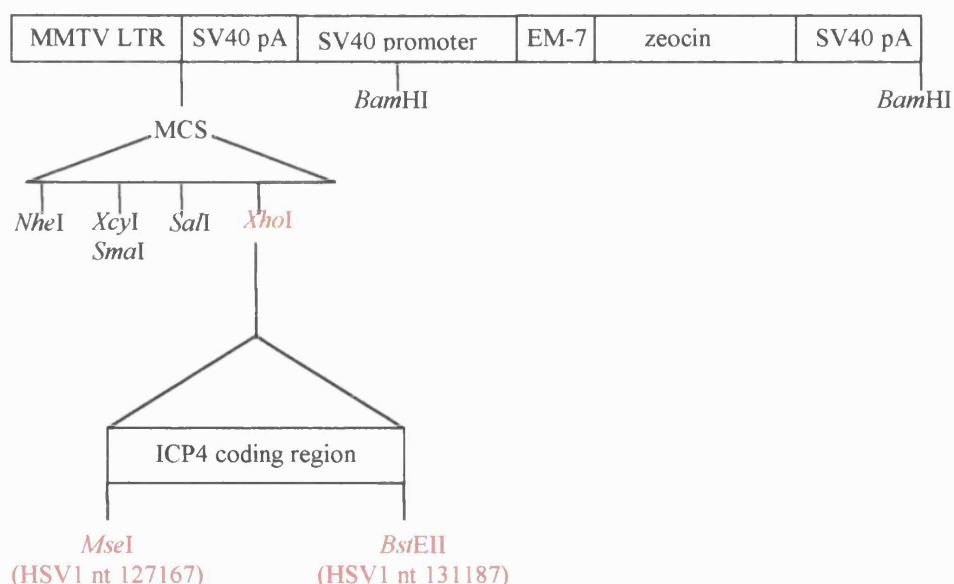 MMTV LTR SV40 pA SV40 promoter EM-7 zeocin SV40 pA
BamHI BamHI
MCS
NheI XcyI SalI XhoI
SmaI
ICP4 coding region
MseI BstEII
(HSV1 nt 127167) (HSV1 nt 131187)